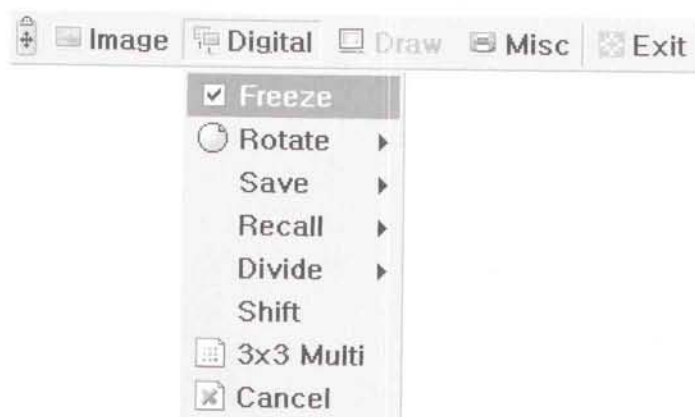 Image Digital Draw Misc Exit
Freeze
Rotate
Save
Recall
Divide
Shift
3x3 Multi
Cancel